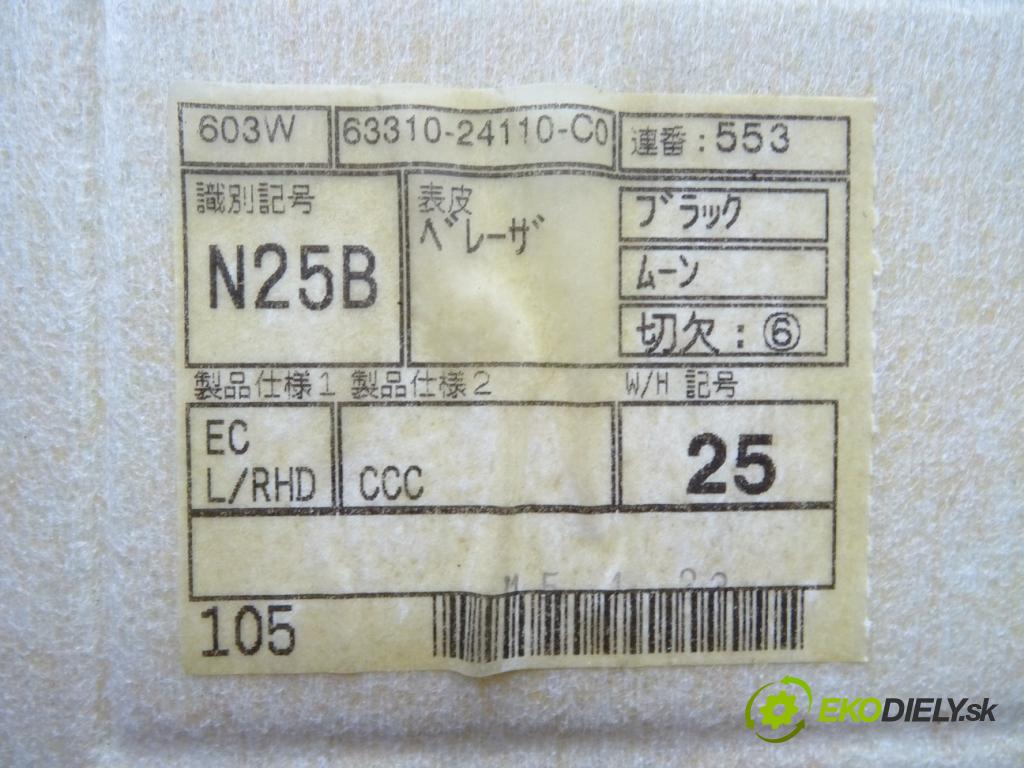 603W 63310-24110-C0 連番:553
識別記号 表皮 ブラック
N25B ベレーザ ムーン
切欠:⑥
製品仕様1 製品仕様2 W/H 記号
EC
L/RHD CCC 25
105
EKODIELY.sk